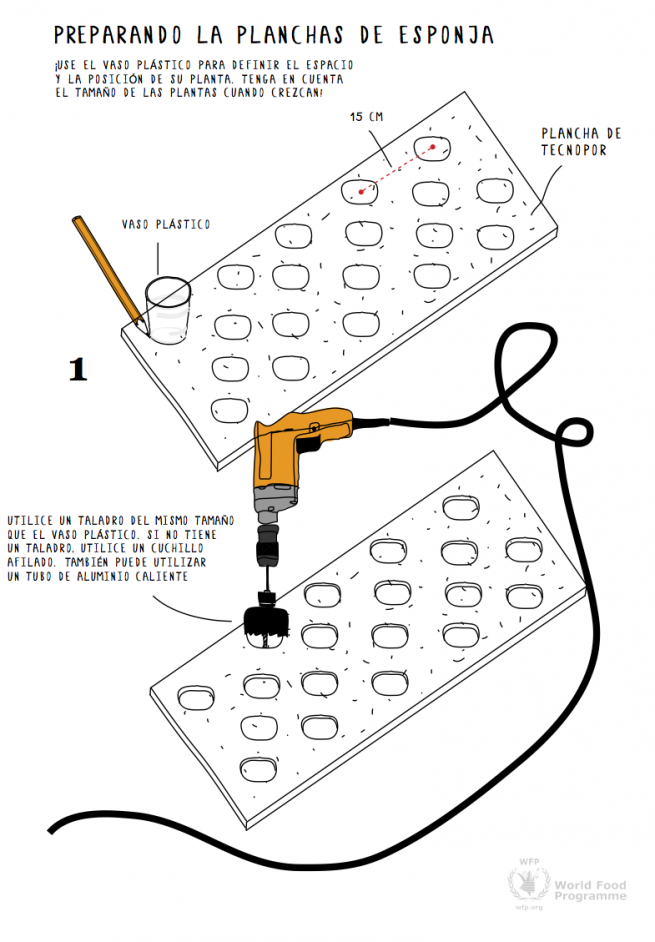 PREPARANDO LA PLANCHAS DE ESPONJA
¡USE EL VASO PLÁSTICO PARA DEFINIR EL ESPACIO
Y LA POSICIÓN DE SU PLANTA. TENGA EN CUENTA
EL TAMAÑO DE LAS PLANTAS CUANDO CREZCAN!
15 CM
PLANCHA DE
TECNOPOR
VASO PLÁSTICO
1
UTILICE UN TALADRO DEL MISMO TAMAÑO
QUE EL VASO PLÁSTICO. SI NO TIENE
UN TALADRO, UTILICE UN CUCHILLO
AFILADO. TAMBIÉN PUEDE UTILIZAR
UN TUBO DE ALUMINIO CALIENTE
WFP
World Food
Programme
wfp.org